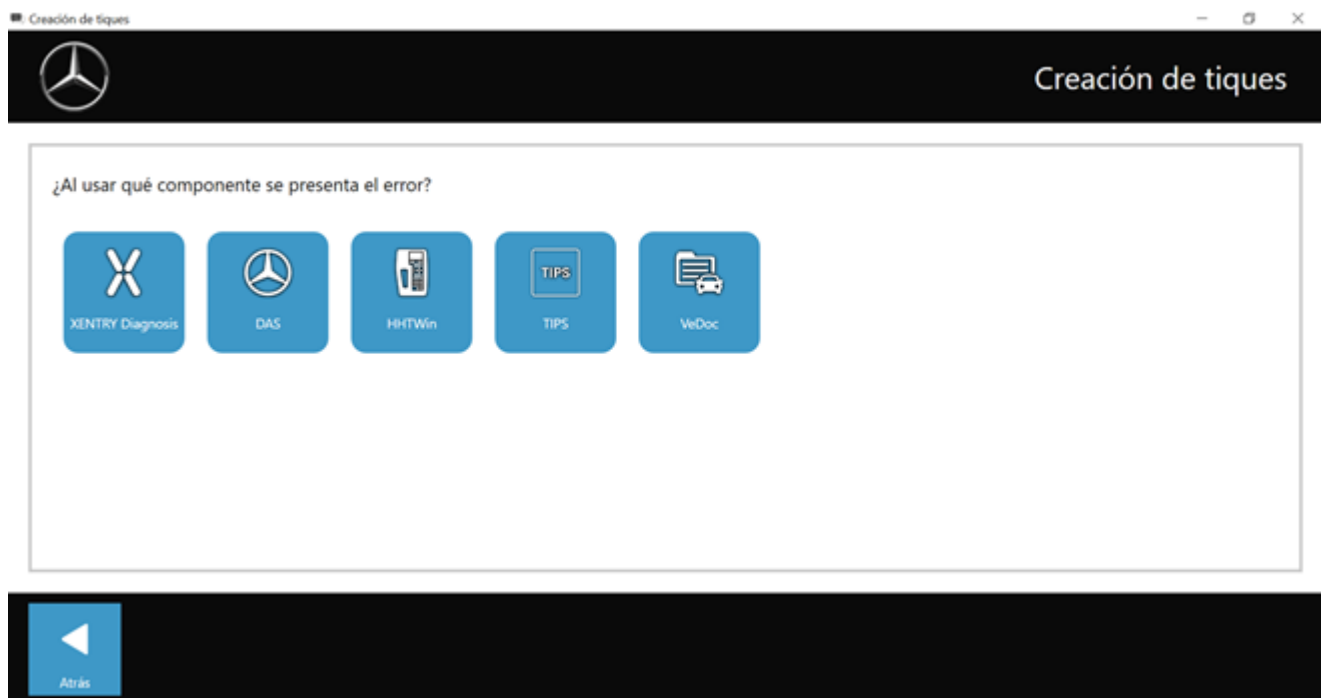 Creación de tiques
Creación de tiques
¿Al usar qué componente se presenta el error?
XENTRY Diagnosis
DAS
HHTWin
TIPS
TIPS
VeDoc
Atrás